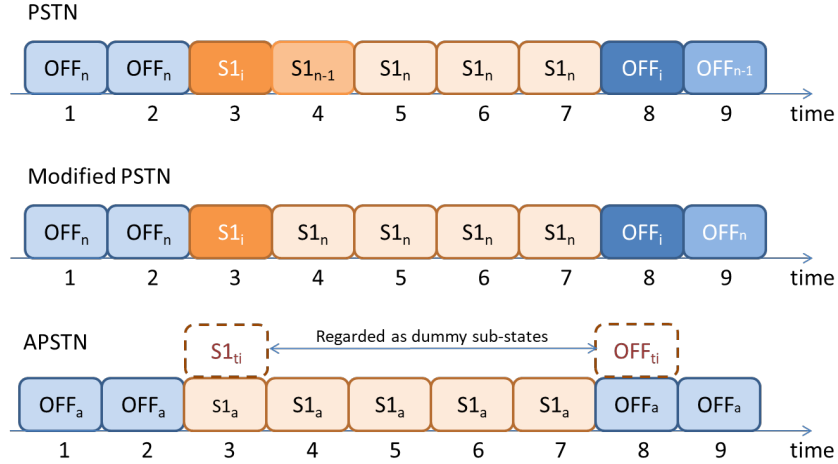 PSTN
OFFn OFFn S1i S1n-1 S1n S1n S1n OFFi OFFn-1
1 2 3 4 5 6 7 8 9 time
Modified PSTN
OFFn OFFn S1i S1n S1n S1n S1n OFFi OFFn
1 2 3 4 5 6 7 8 9 time
APSTN
S1ti Regarded as dummy sub-states OFFti
OFFa OFFa S1a S1a S1a S1a S1a OFFa OFFa
1 2 3 4 5 6 7 8 9 time